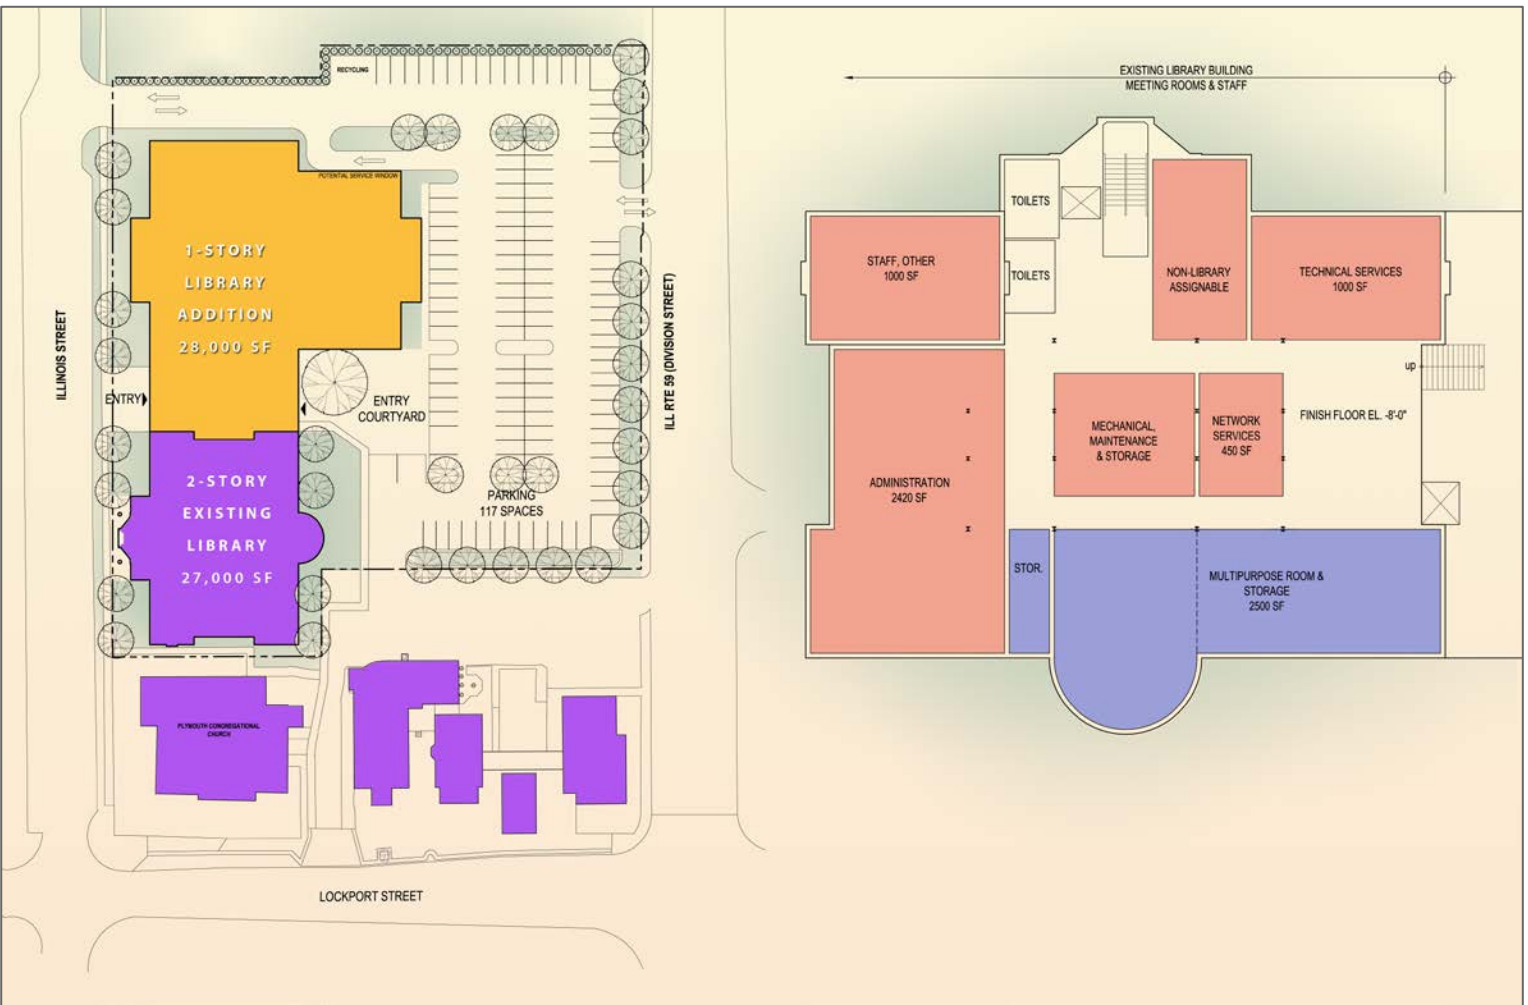 RECYCLING
POTENTIAL SERVICE WINDOW
1-STORY
LIBRARY
ADDITION
28,000 SF
ILLINOIS STREET
ILL RTE 59 (DIVISION STREET)
ENTRY
ENTRY
COURTYARD
2-STORY
EXISTING
LIBRARY
27,000 SF
PARKING
117 SPACES
PLYMOUTH CONGREGATIONAL
CHURCH
LOCKPORT STREET
EXISTING LIBRARY BUILDING
MEETING ROOMS & STAFF
TOILETS
STAFF, OTHER
1000 SF
TOILETS
NON-LIBRARY
ASSIGNABLE
TECHNICAL SERVICES
1000 SF
up
MECHANICAL,
MAINTENANCE
& STORAGE
NETWORK
SERVICES
450 SF
FINISH FLOOR EL. -8'-0"
ADMINISTRATION
2420 SF
STOR.
MULTIPURPOSE ROOM &
STORAGE
2500 SF